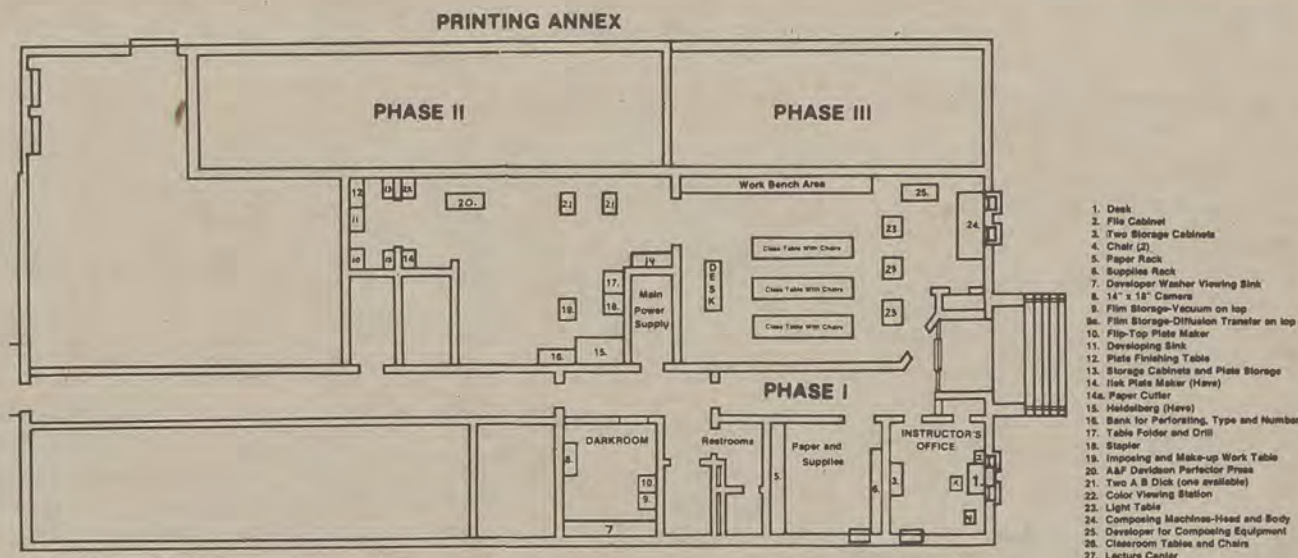 PRINTING ANNEX
PHASE II
PHASE III
Work Bench Area
12
13
22.
20.
21
21
25.
11
23
24.
Class Table With Chairs
10
13
14
14
DESK
23
17.
Main
Power
Supply
Class Table With Chairs
19.
18.
23
Class Table With Chairs
16.
15.
PHASE I
DARKROOM
Restrooms
Paper and
Supplies
INSTRUCTOR'S
OFFICE
8.
10.
9.
7
5.
6.
3.
2
1.
4
1. Desk
2. File Cabinet
3. Two Storage Cabinets
4. Chair (2)
5. Paper Rack
6. Supplies Rack
7. Developer Washer Viewing Sink
8. 14" x 18" Camera
9. Film Storage-Vacuum on top
9a. Film Storage-Diffusion Transfer on top
10. Flip-Top Plate Maker
11. Developing Sink
12. Plate Finishing Table
13. Storage Cabinets and Plate Storage
14. Itek Plate Maker (Have)
14a. Paper Cutter
15. Heidelberg (Have)
16. Bank for Perforating, Type and Number
17. Table Folder and Drill
18. Stapler
19. Imposing and Make-up Work Table
20. A&F Davidson Perfector Press
21. Two A B Dick (one available)
22. Color Viewing Station
23. Light Table
24. Composing Machines-Head and Body
25. Developer for Composing Equipment
26. Classroom Tables and Chairs
27. Lecture Center